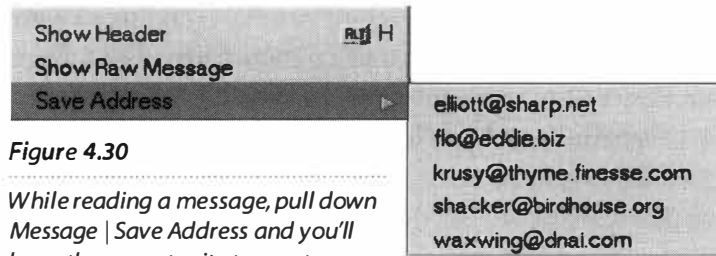 Show Header ALT H
Show Raw Message
Save Address
elliott@sharp.net
flo@eddie.biz
krusy@thyme.finesse.com
shacker@birdhouse.org
waxwing@dnai.com
Figure 4.30
While reading a message, pull down
Message | Save Address and you'll